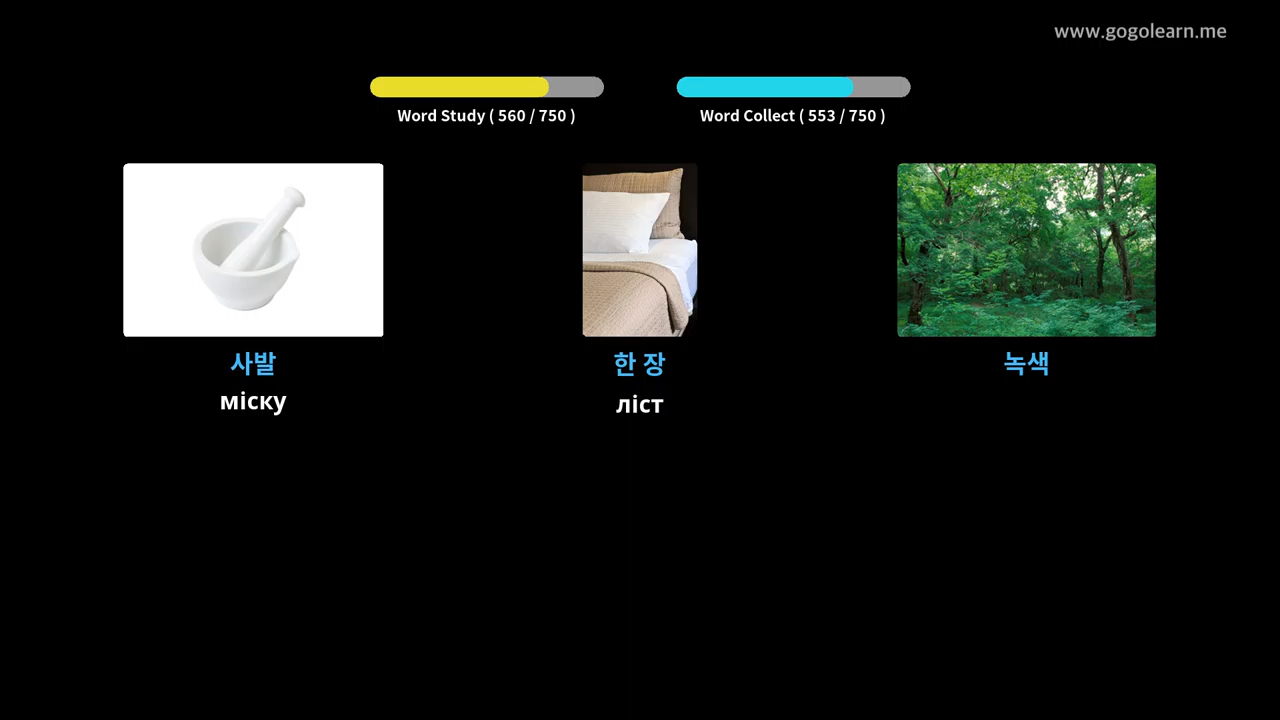 www.gogolearn.me
Word Study ( 560 / 750 )
Word Collect ( 553 / 750 )
사발
міску
한 장
ліст
녹색